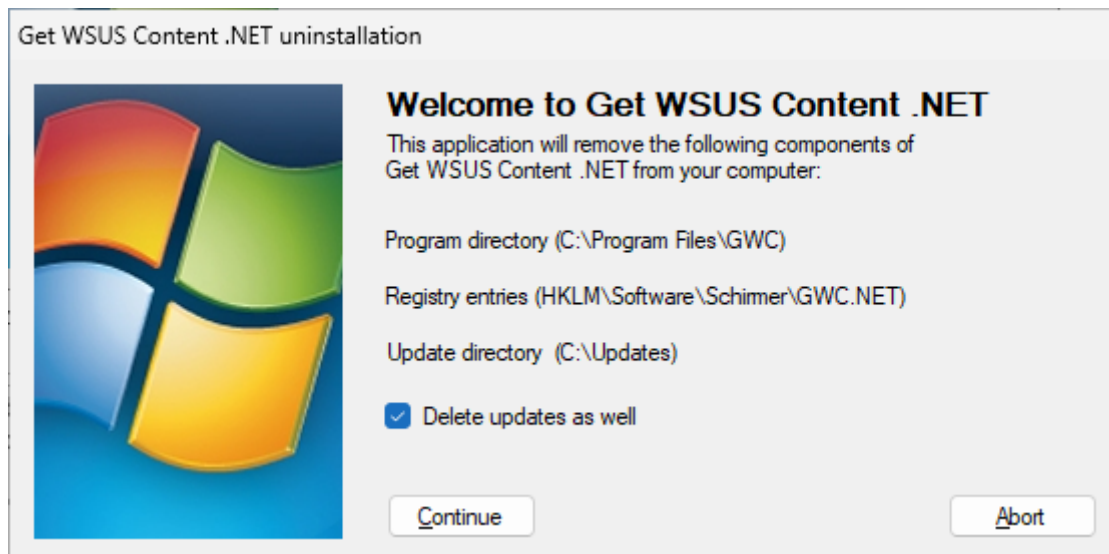 Get WSUS Content .NET uninstallation
Welcome to Get WSUS Content .NET
This application will remove the following components of
Get WSUS Content .NET from your computer:
Program directory (C:\Program Files\GWC)
Registry entries (HKLM\Software\Schirmer\GWC.NET)
Update directory  (C:\Updates)
Delete updates as well
Continue
Abort